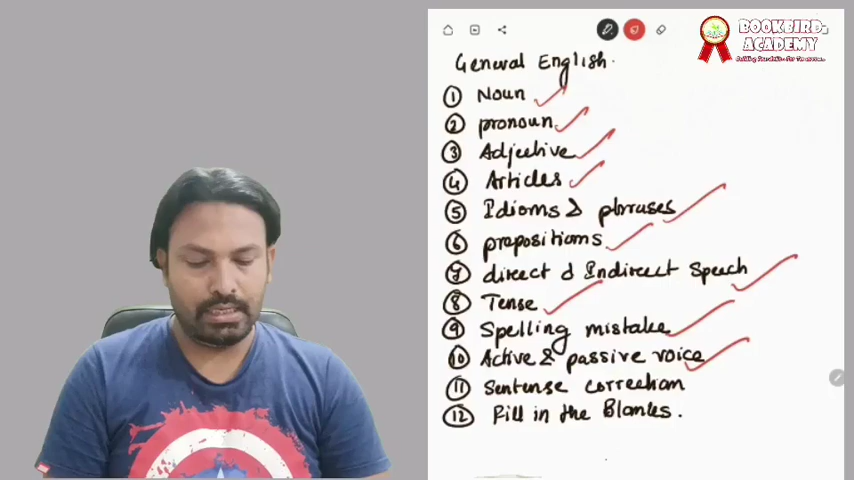 BOOKBIRD
ACADEMY
General English.
1 Noun
2 pronoun
3 Adjective
4 Articles
5 Idioms & phrases
6 prepositions
7 direct & Indirect Speech
8 Tense
9 Spelling mistake
10 Active & passive voice
11 Sentense correction
12 Fill in the Blanks.